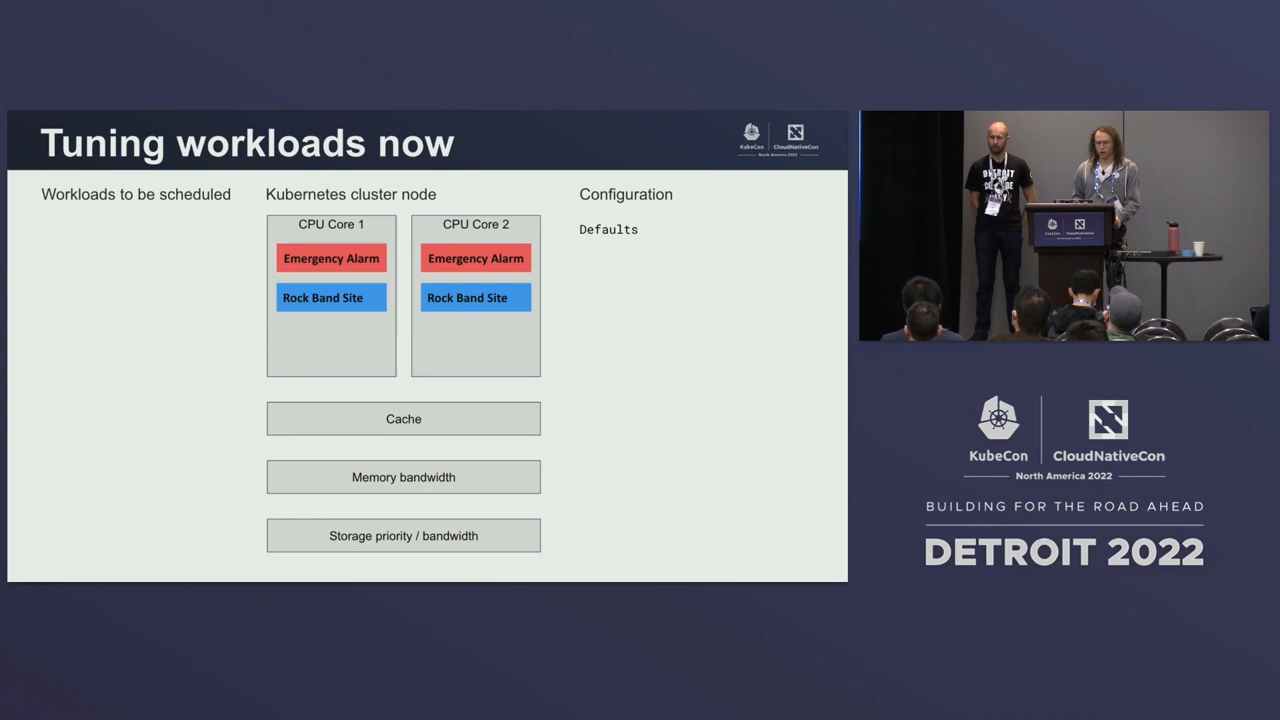 Tuning workloads now
KubeCon
CloudNativeCon
North America 2022
Workloads to be scheduled
Kubernetes cluster node
Configuration
CPU Core 1
CPU Core 2
Defaults
Emergency Alarm
Emergency Alarm
Rock Band Site
Rock Band Site
Cache
Memory bandwidth
Storage priority / bandwidth
DETROIT
KubeCon
CloudNativeCon
North America 2022
BUILDING FOR THE ROAD AHEAD
DETROIT 2022